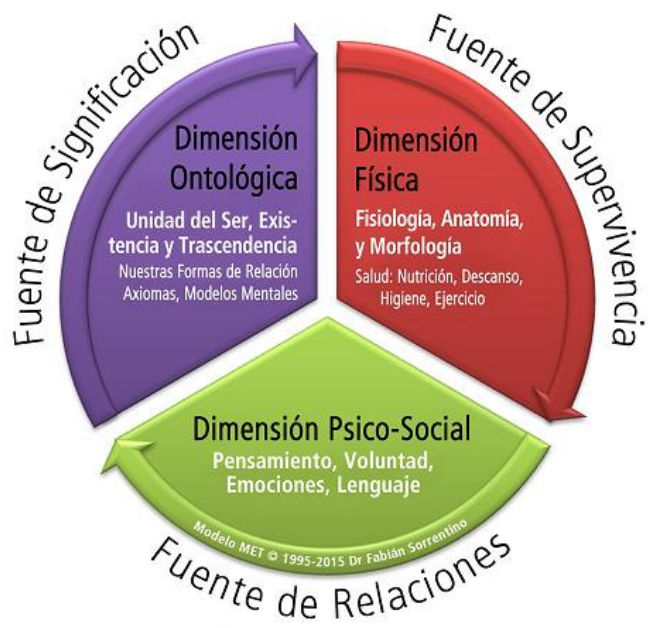 Fuente de Significación
Dimensión
Ontológica
Unidad del Ser, Exis-
tencia y Trascendencia
Nuestras Formas de Relación
Axiomas, Modelos Mentales
Fuente de Supervivencia
Dimensión
Física
Fisiología, Anatomía,
y Morfología
Salud: Nutrición, Descanso,
Higiene, Ejercicio
Dimensión Psico-Social
Pensamiento, Voluntad,
Emociones, Lenguaje
Modelo MET © 1995-2015 Dr Fabián Sorrentino
Fuente de Relaciones